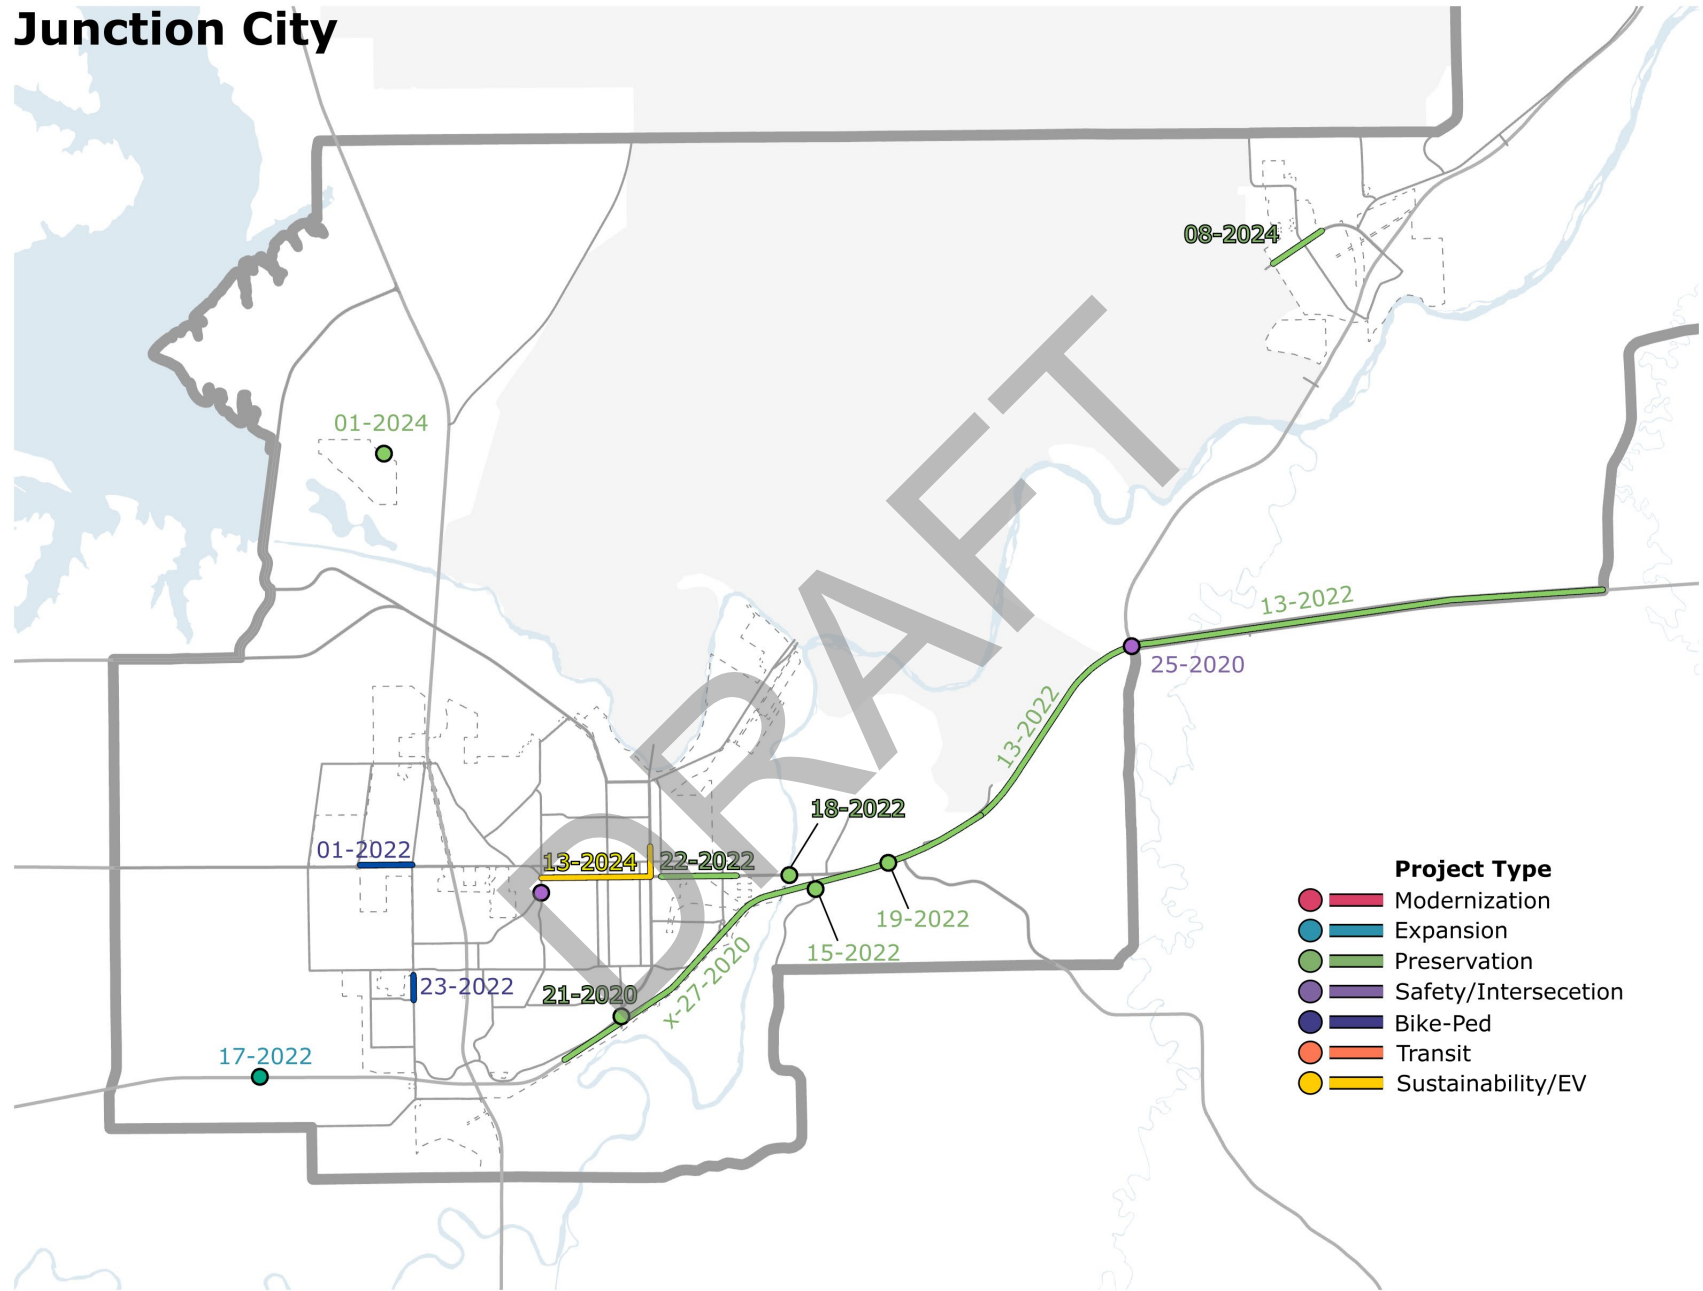 Junction City
08-2024
01-2024
13-2022
25-2020
13-2022
18-2022
01-2022
13-2024
22-2022
19-2022
15-2022
23-2022
21-2020
x-27-2020
17-2022
DRAFT
Project Type
Modernization
Expansion
Preservation
Safety/Intersecetion
Bike-Ped
Transit
Sustainability/EV